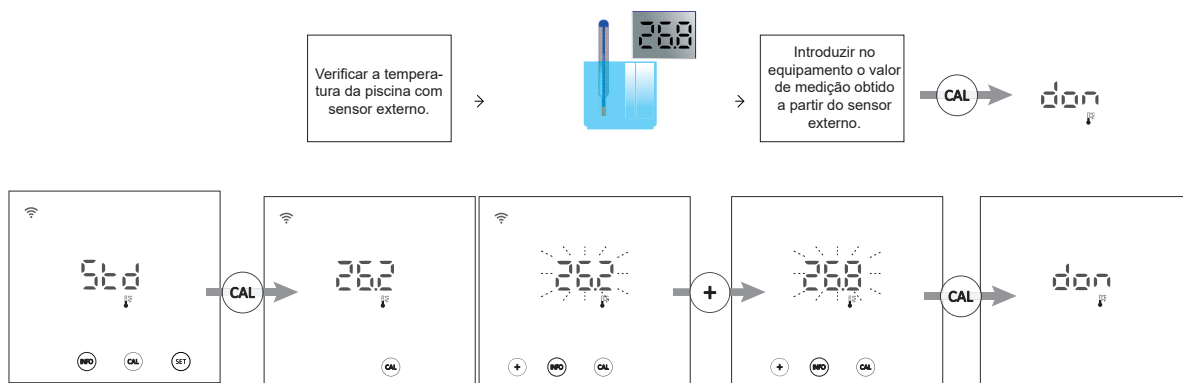 Verificar a tempera-
tura da piscina com
sensor externo.
26.8
Introduzir no
equipamento o valor
de medição obtido
a partir do sensor
externo.
CAL
don
Std
INFO
CAL
SET
CAL
26.2
CAL
26.2
+
INFO
CAL
+
26.8
+
INFO
CAL
CAL
don